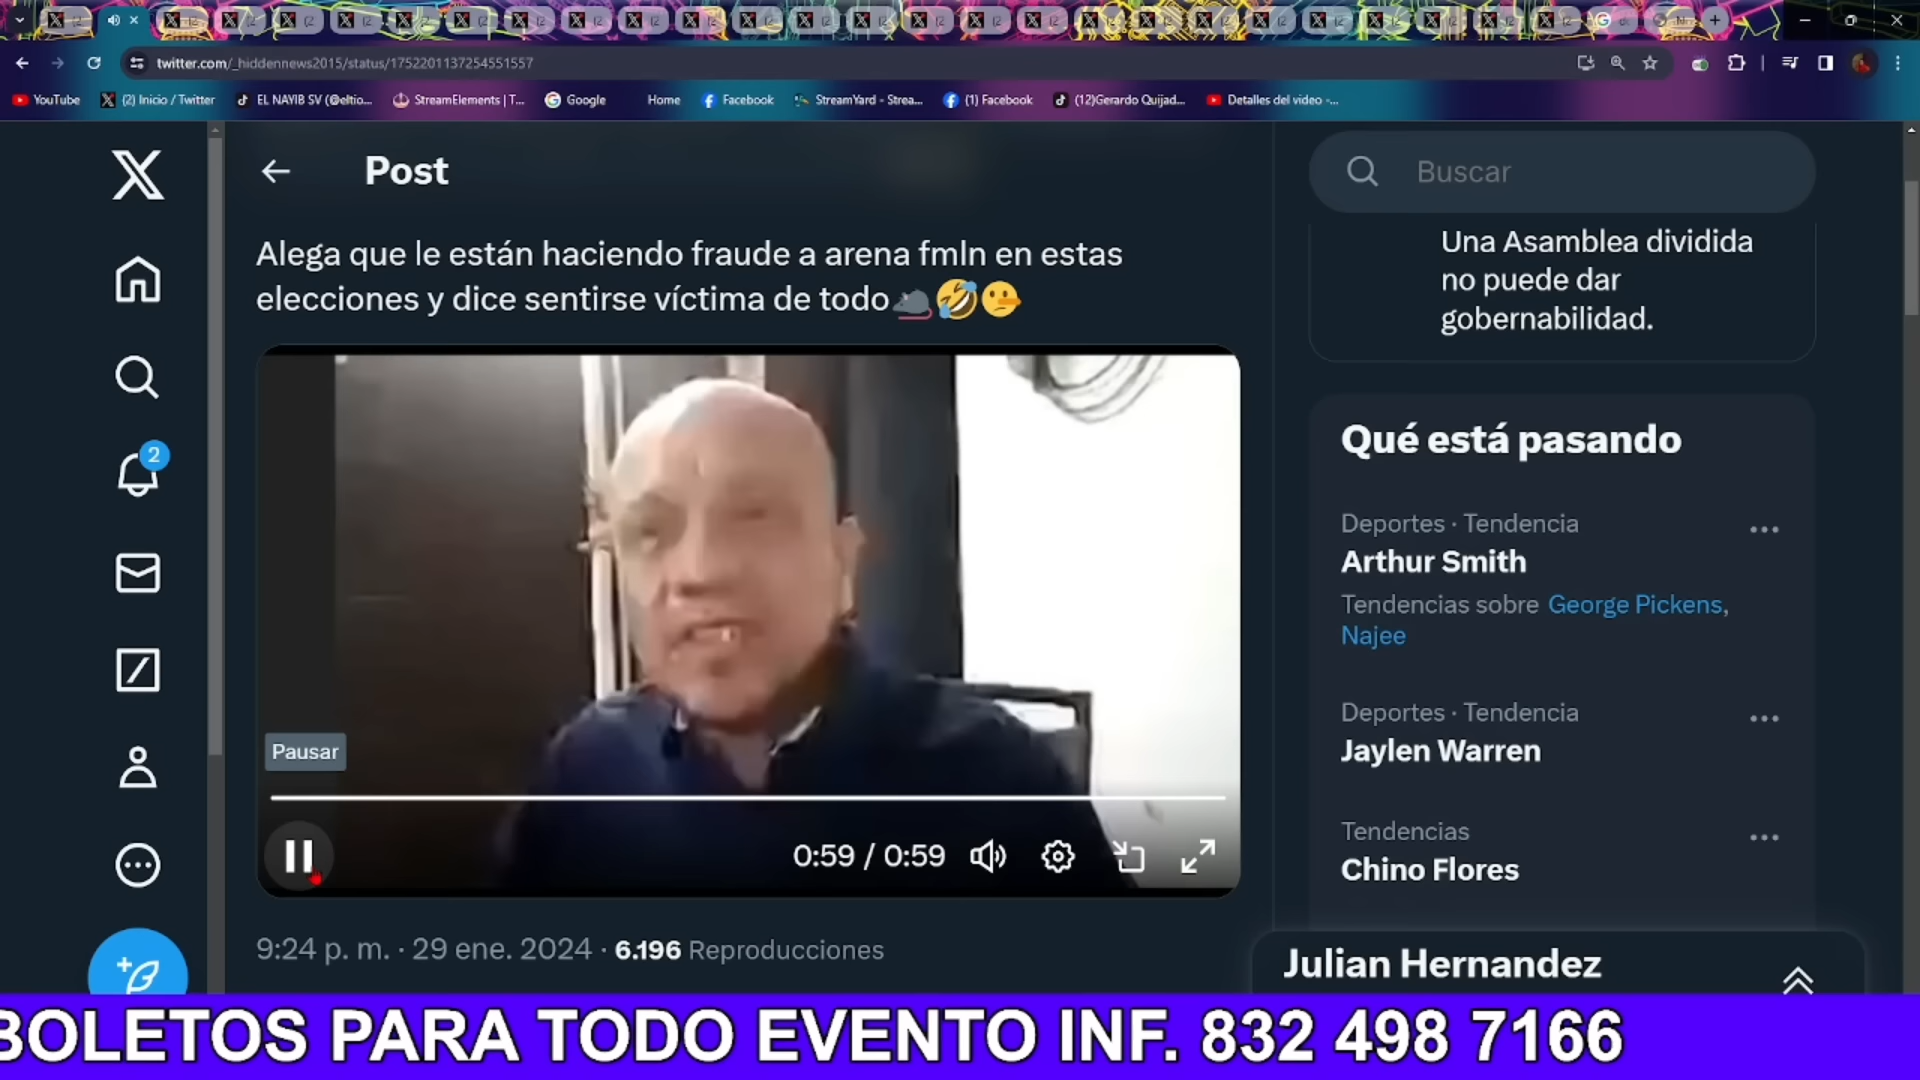 twitter.com/_hiddennews2015/status/1752201137254551557
YouTube
(2) Inicio / Twitter
EL NAYIB SV (@eltio...
StreamElements | T...
Google
Home
Facebook
StreamYard - Strea...
(1) Facebook
(12)Gerardo Quijad...
Detalles del video -...
Post
Buscar
Alega que le están haciendo fraude a arena fmln en estas
elecciones y dice sentirse víctima de todo🐀🤣🤥
Una Asamblea dividida
no puede dar
gobernabilidad.
2
Pausar
0:59 / 0:59
9:24 p. m. · 29 ene. 2024 · 6.196 Reproducciones
Qué está pasando
Deportes · Tendencia
Arthur Smith
Tendencias sobre George Pickens,
Najee
Deportes · Tendencia
Jaylen Warren
Tendencias
Chino Flores
Julian Hernandez
BOLETOS PARA TODO EVENTO INF. 832 498 7166